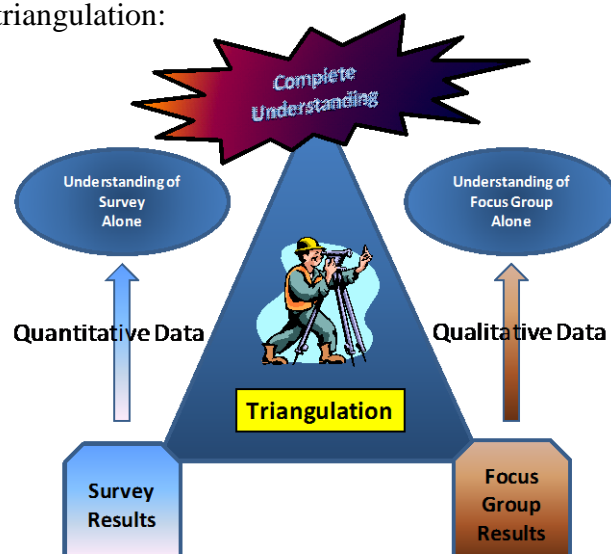 triangulation:
Complete
Understanding
Understanding of
Survey
Alone
Understanding of
Focus Group
Alone
Quantitative Data
Qualitative Data
Triangulation
Survey
Results
Focus
Group
Results